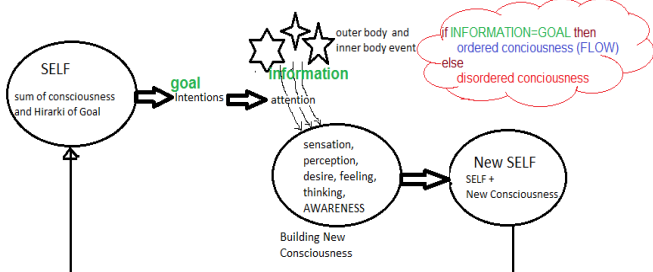 SELF
sum of consciousness
and Hirarki of Goal
goal
Intentions
attention
outer body and
inner body event
Information
if INFORMATION=GOAL then
ordered conciousness (FLOW)
else
disordered conciousness
sensation,
perception,
desire, feeling,
thinking,
AWARENESS
Building New
Consciousness
New SELF
SELF +
New Consciousness